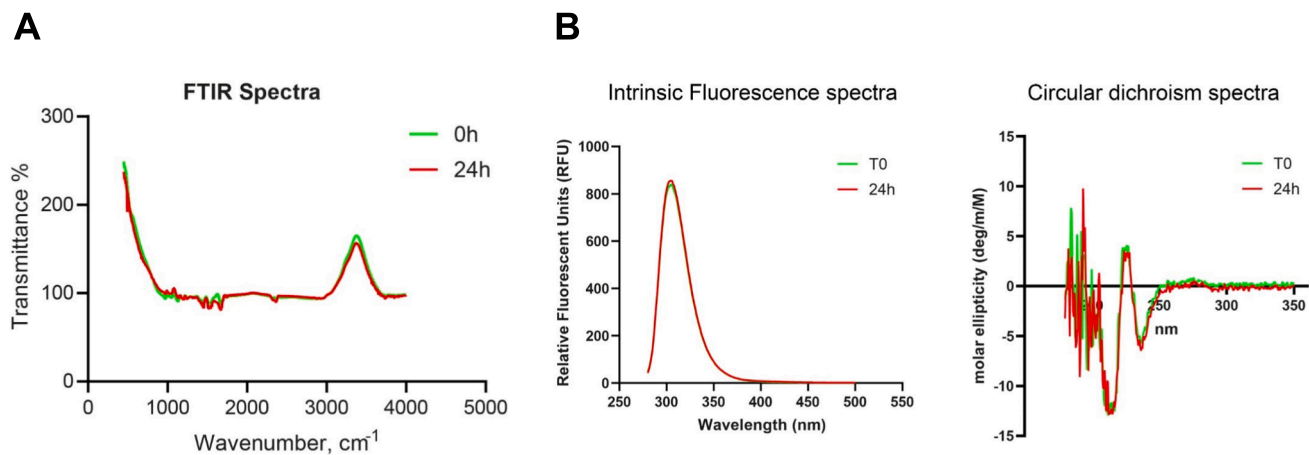 A
FTIR Spectra
Transmittance %
300
200
100
0
0h
24h
0
1000
2000
3000
4000
5000
Wavenumber, cm⁻¹
B
Intrinsic Fluorescence spectra
Relative Fluorescent Units (RFU)
1000
800
600
400
200
0
T0
24h
250
300
350
400
450
500
550
Wavelength (nm)
Circular dichroism spectra
molar ellipticity (deg/m/M)
15
10
5
0
-5
-10
-15
T0
24h
250
300
350
nm